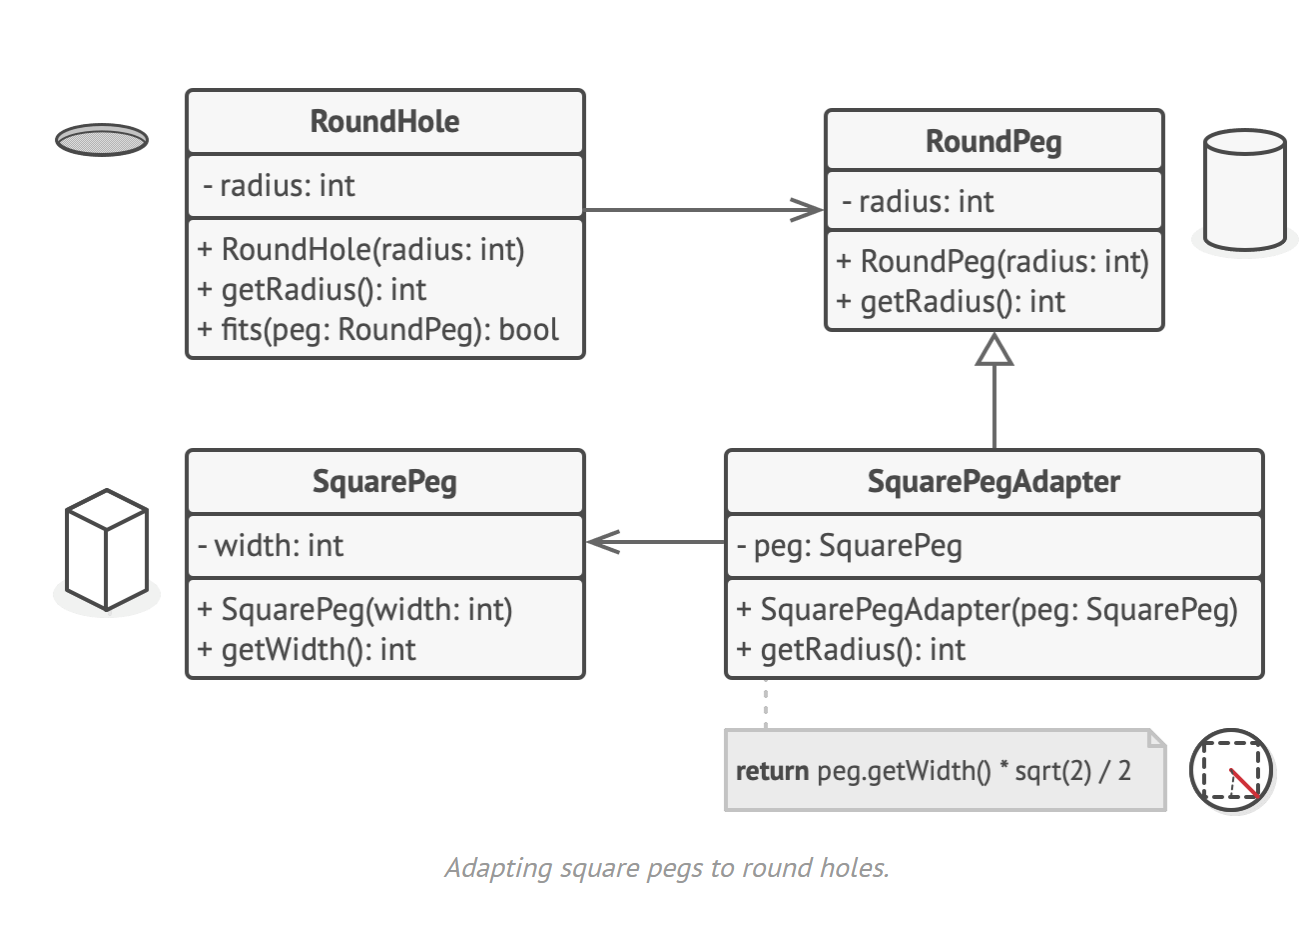 RoundHole
- radius: int
+ RoundHole(radius: int)
+ getRadius(): int
+ fits(peg: RoundPeg): bool
RoundPeg
- radius: int
+ RoundPeg(radius: int)
+ getRadius(): int
SquarePeg
- width: int
+ SquarePeg(width: int)
+ getWidth(): int
SquarePegAdapter
- peg: SquarePeg
+ SquarePegAdapter(peg: SquarePeg)
+ getRadius(): int
return peg.getWidth() * sqrt(2) / 2
Adapting square pegs to round holes.